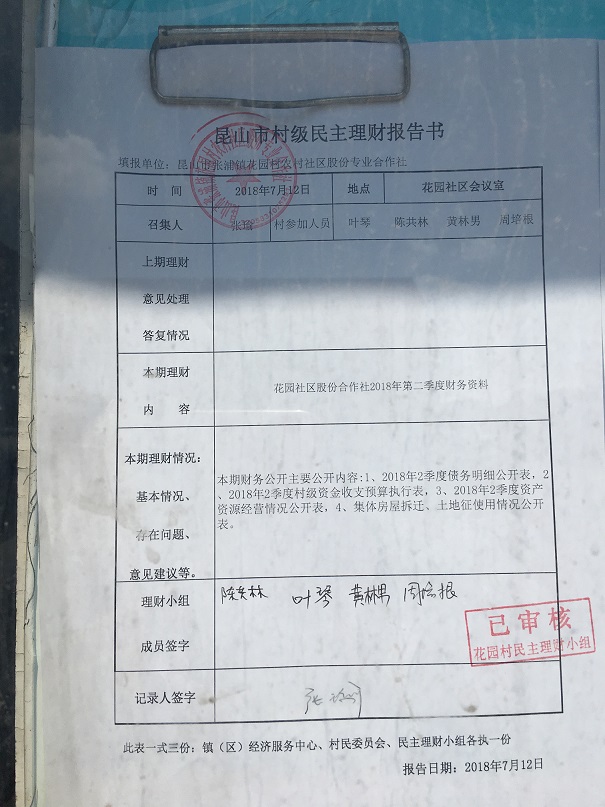 昆山市村级民主理财报告书
填报单位：昆山市张浦镇花园村农村社区股份专业合作社
时 间 2018年7月12日 地点 花园社区会议室
召集人 张 村参加人员 叶琴 陈共林 黄林男 周培根
上期理财
意见处理
答复情况
本期理财
花园社区股份合作社2018年第二季度财务资料
内 容
本期理财情况：
基本情况、
存在问题、
意见建议等。
本期财务公开主要公开内容:1、2018年2季度债务明细公开表，2
、2018年2季度村级资金收支预算执行表，3、2018年2季度资产
资源经营情况公开表，4、集体房屋拆迁、土地征使用情况公开
表。
理财小组
成员签字
陈共林 叶琴 黄林男 周培根
已审核
花园村民主理财小组
记录人签字
张
此表一式三份：镇（区）经济服务中心、村民委员会、民主理财小组各执一份
报告日期：2018年7月12日